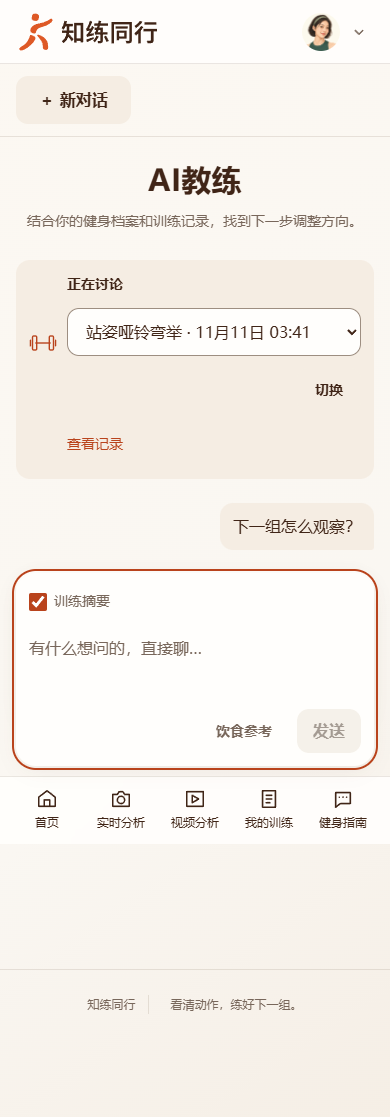 知练同行
+ 新对话
AI教练
结合你的健身档案和训练记录，找到下一步调整方向。
正在讨论
站姿哑铃弯举 · 11月11日 03:41
切换
查看记录
下一组怎么观察？
训练摘要
有什么想问的，直接聊...
饮食参考
发送
首页
实时分析
视频分析
我的训练
健身指南
知练同行
看清动作，练好下一组。